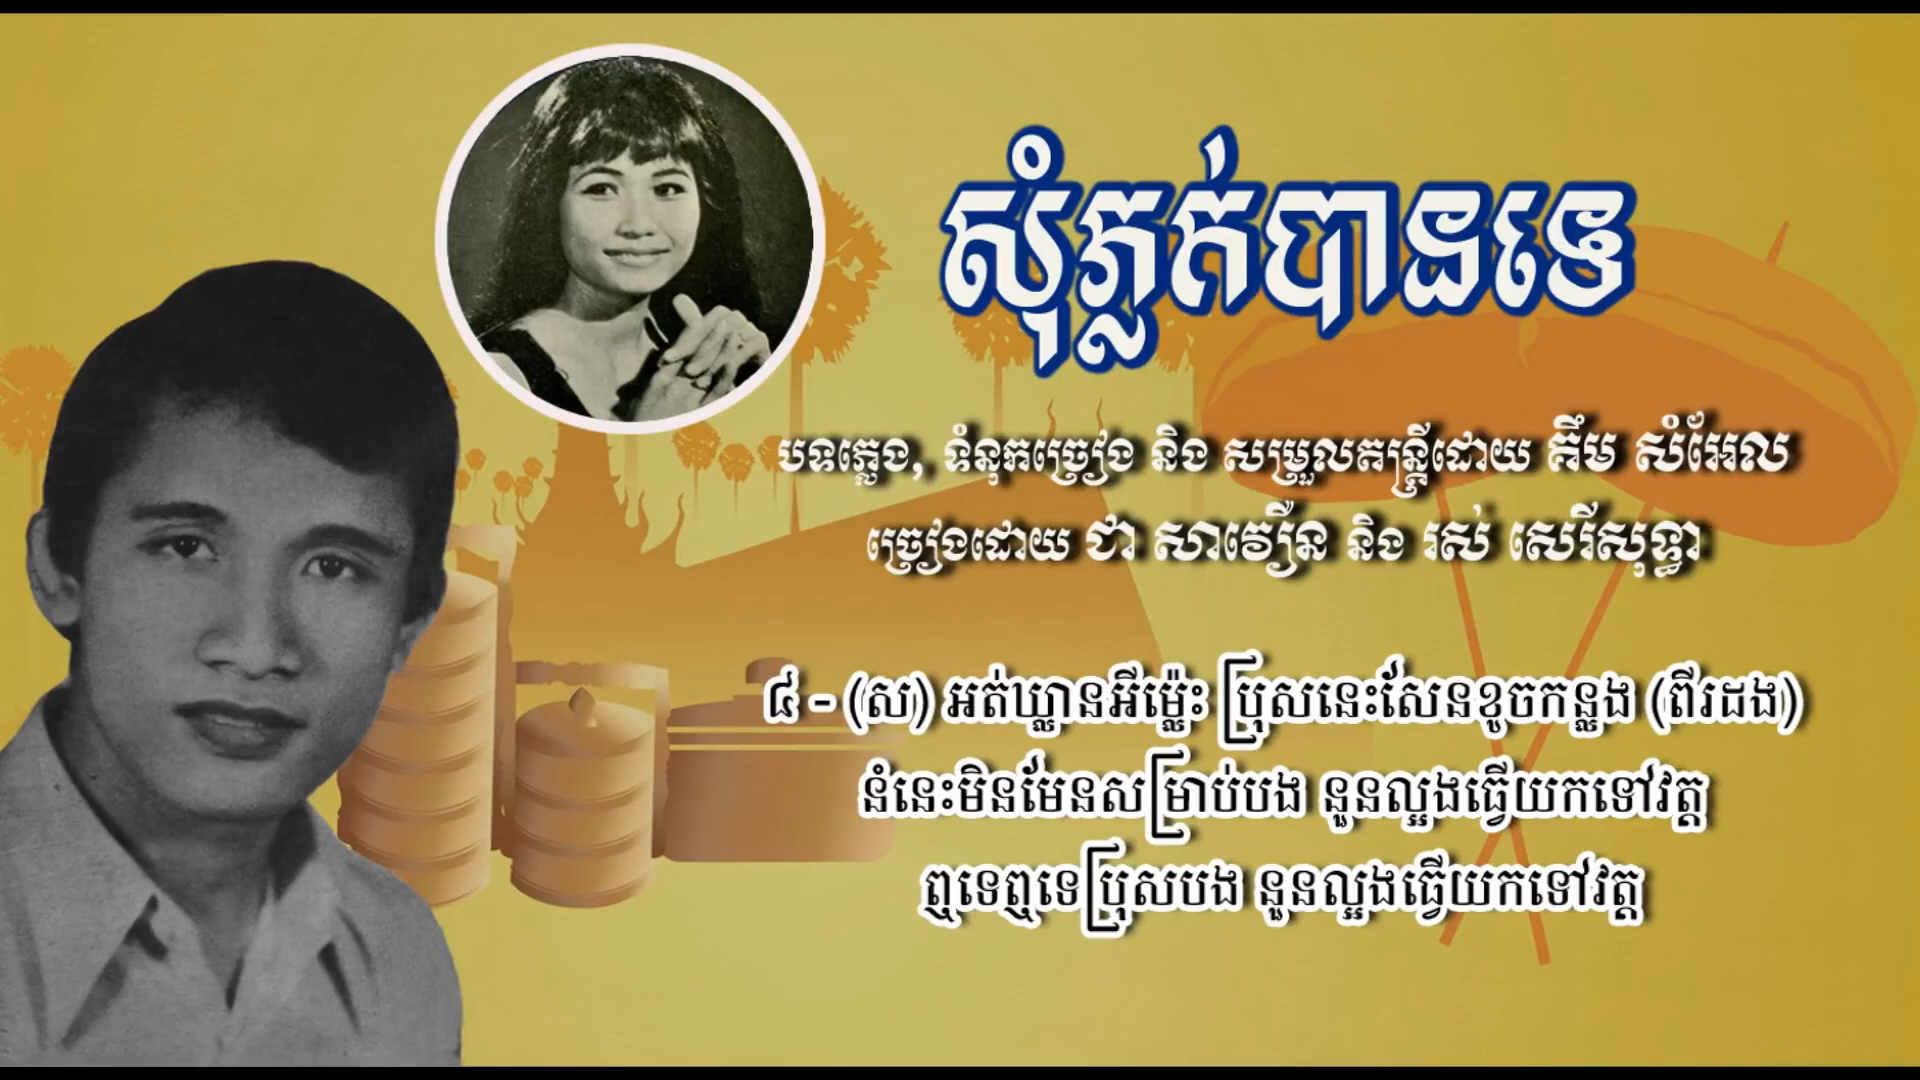 សុំភ្លក់បានទេ
បទភ្លេង, ទំនុកច្រៀង និង សម្រួលតន្ត្រីដោយ គឹម សំអែល
ច្រៀងដោយ ជា សាវឿន និង រស់ សេរីសុទ្ធា
៤ - (ស) អត់ឃ្លានអីម្ល៉េះ ប្រុសនេះសែនខូចកន្លង (ពីរដង)
នំនេះមិនមែនសម្រាប់បង នួនល្អងធ្វើយកទៅវត្ត
ឮទេឮទេប្រុសបង នួនល្អងធ្វើយកទៅវត្ត